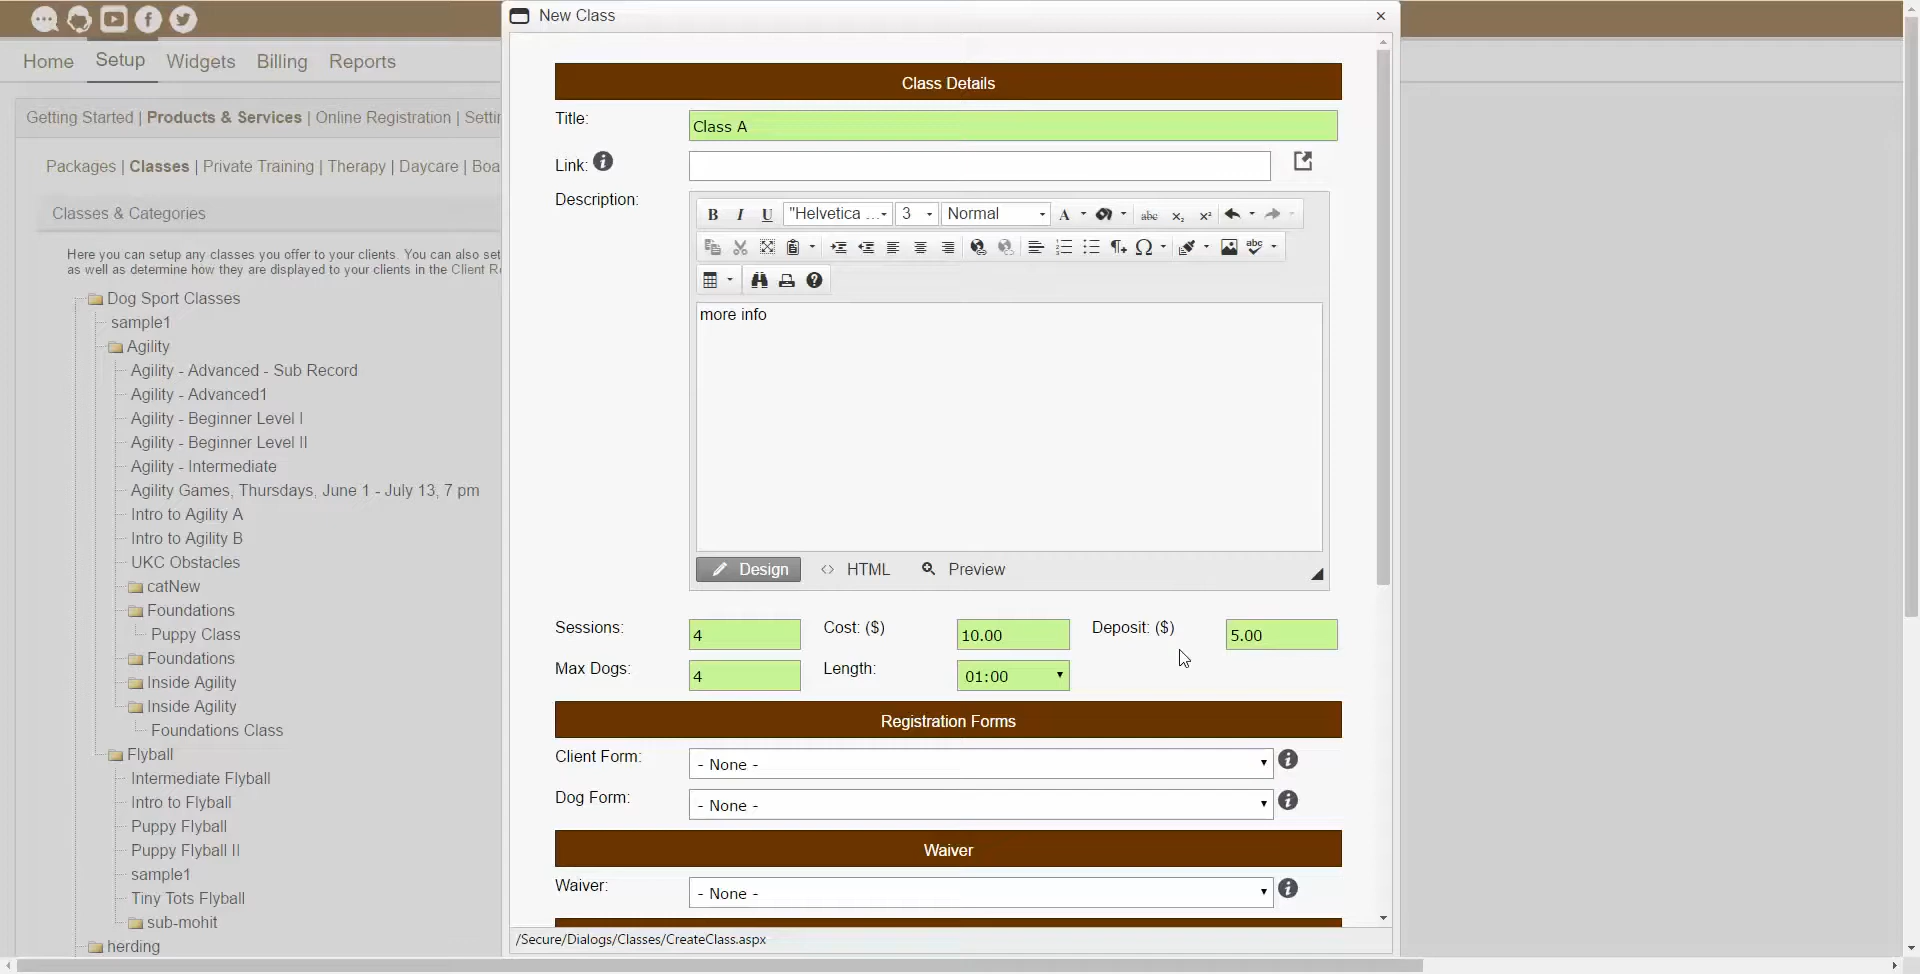 New Class
Home Setup Widgets Billing Reports
Getting Started | Products & Services | Online Registration | Settin
Packages | Classes | Private Training | Therapy | Daycare | Boa
Classes & Categories
Here you can setup any classes you offer to your clients. You can also set
as well as determine how they are displayed to your clients in the Client Re
Dog Sport Classes
sample1
Agility
Agility - Advanced - Sub Record
Agility - Advanced1
Agility - Beginner Level I
Agility - Beginner Level II
Agility - Intermediate
Agility Games, Thursdays, June 1 - July 13, 7 pm
Intro to Agility A
Intro to Agility B
UKC Obstacles
catNew
Foundations
Puppy Class
Foundations
Inside Agility
Inside Agility
Foundations Class
Flyball
Intermediate Flyball
Intro to Flyball
Puppy Flyball
Puppy Flyball II
sample1
Tiny Tots Flyball
sub-mohit
herding
Class Details
Title: Class A
Link:
Description:
B I U "Helvetica ... 3 Normal A abc x₂ x²
abc
more info
Design HTML Preview
Sessions: 4 Cost: ($) 10.00 Deposit: ($) 5.00
Max Dogs: 4 Length: 01:00
Registration Forms
Client Form: - None -
Dog Form: - None -
Waiver
Waiver: - None -
/Secure/Dialogs/Classes/CreateClass.aspx